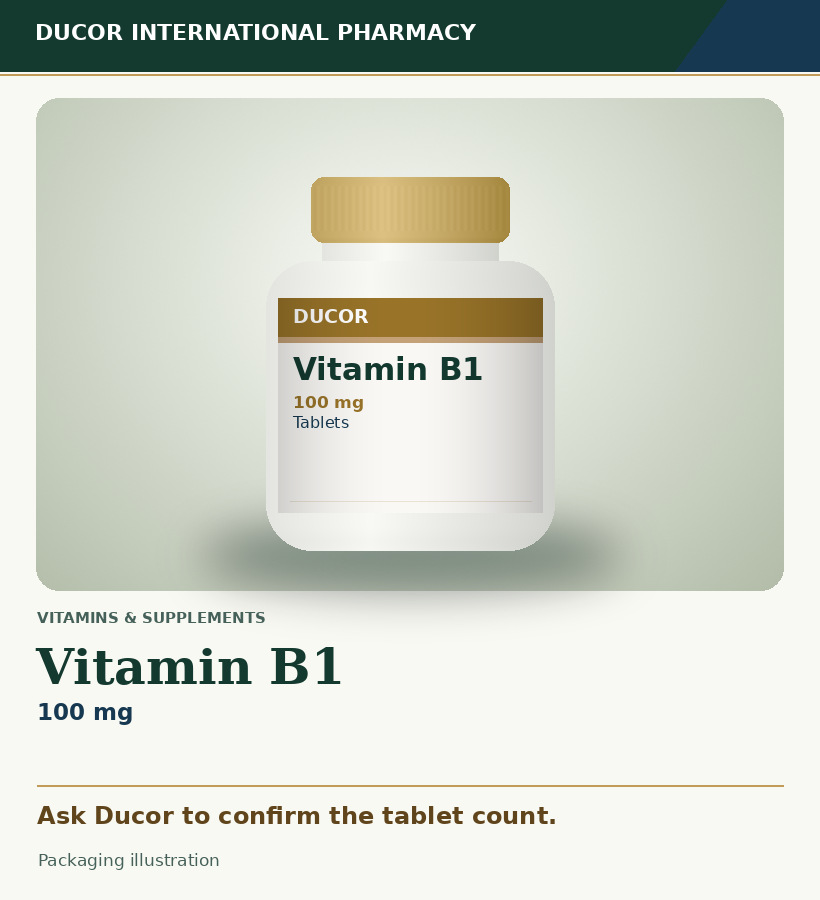 DUCOR INTERNATIONAL PHARMACY
DUCOR
Vitamin B1
100 mg
Tablets
VITAMINS & SUPPLEMENTS
Vitamin B1
100 mg
Ask Ducor to confirm the tablet count.
Packaging illustration